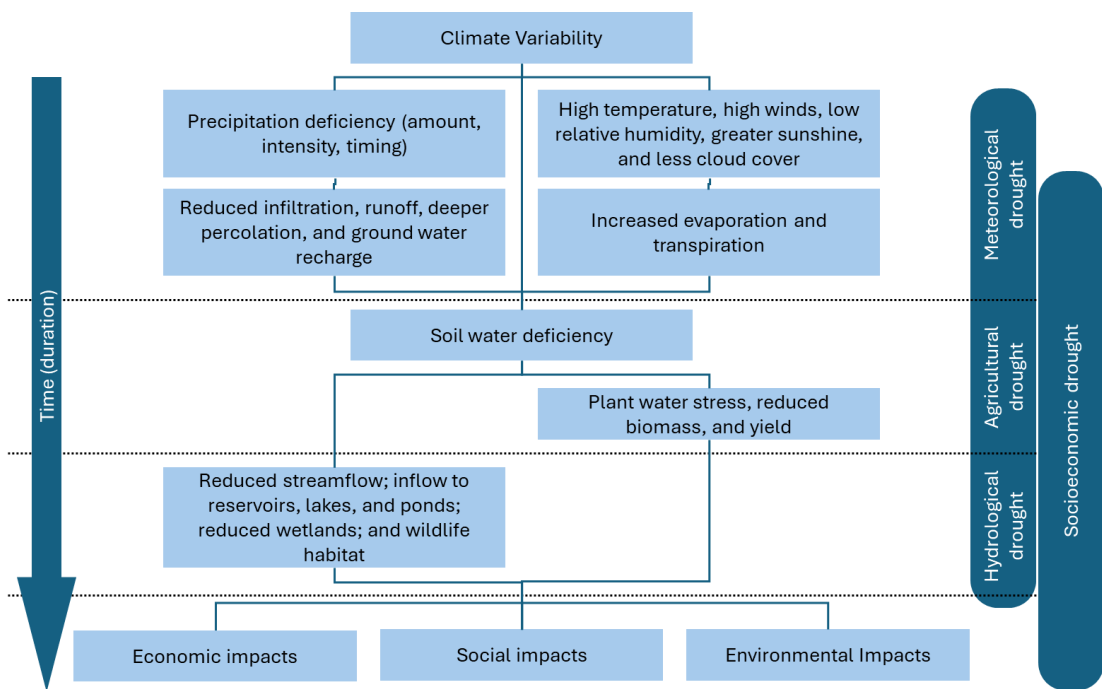 Climate Variability
Precipitation deficiency (amount,
intensity, timing)
High temperature, high winds, low
relative humidity, greater sunshine,
and less cloud cover
Reduced infiltration, runoff, deeper
percolation, and ground water
recharge
Increased evaporation and
transpiration
Soil water deficiency
Plant water stress, reduced
biomass, and yield
Reduced streamflow; inflow to
reservoirs, lakes, and ponds;
reduced wetlands; and wildlife
habitat
Economic impacts
Social impacts
Environmental Impacts
Time (duration)
Meteorological
drought
Agricultural
drought
Hydrological
drought
Socioeconomic drought